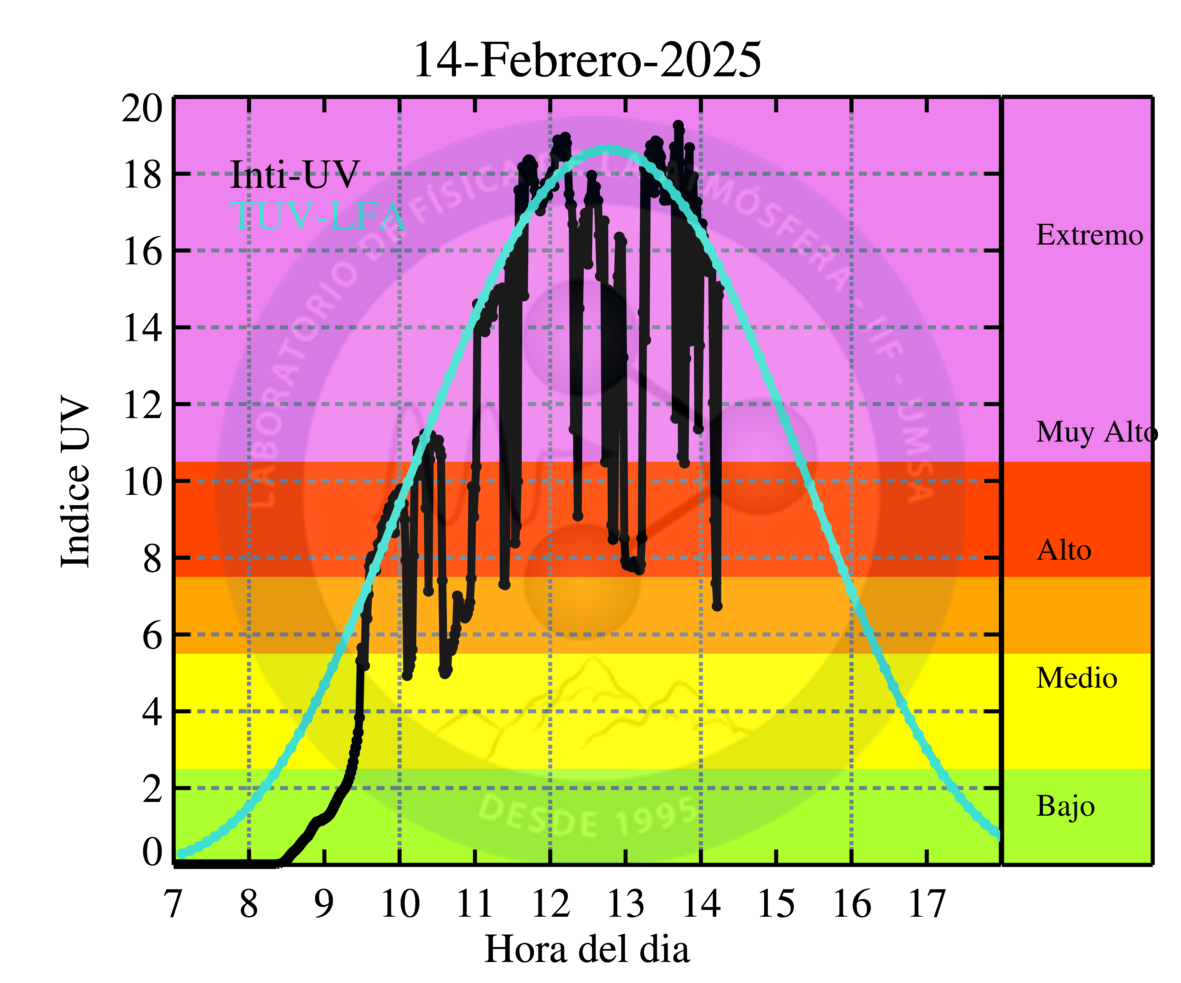 14-Febrero-2025
Inti-UV
TUV-LFA
20
18
16
14
12
10
8
6
4
2
0
Indice UV
7 8 9 10 11 12 13 14 15 16 17
Hora del dia
Extremo
Muy Alto
Alto
Medio
Bajo
LABORATORIO DE FÍSICA DE LA ATMÓSFERA - IIF - UMSA
DESDE 1995